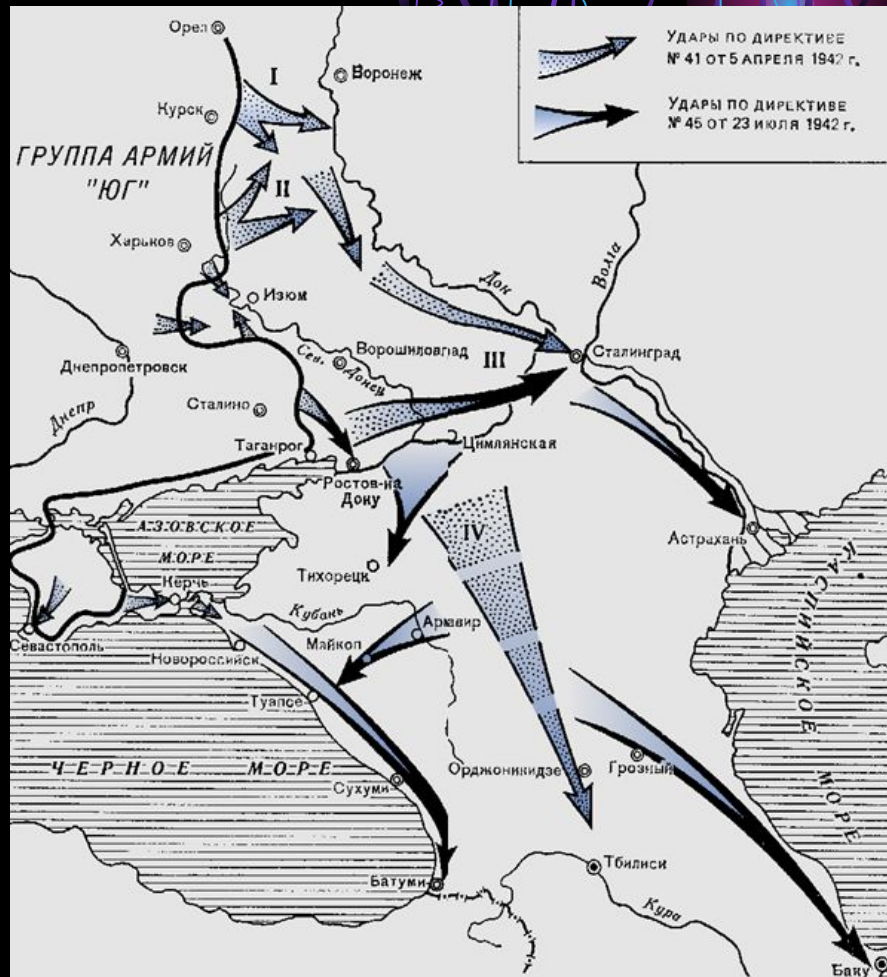 Орел
Воронеж
I
Курск
УДАРЫ ПО ДИРЕКТИВЕ
№ 41 ОТ 5 АПРЕЛЯ 1942 г.
УДАРЫ ПО ДИРЕКТИВЕ
№ 45 ОТ 23 ИЮЛЯ 1942 г.
ГРУППА АРМИЙ
"ЮГ"
II
Харьков
Изюм
Дон
Волга
Днепропетровск
Днепр
Сев. Донец
Ворошиловград
III
Сталинград
Сталино
Таганрог
Цимлянская
Ростов-на
Дону
IV
Астрахань
АЗОВСКОЕ
МОРЕ
Тихорецк
Керчь
Кубань
Армавир
Севастополь
Новороссийск
Майкоп
Туапсе
КАСПИЙСКОЕ МОРЕ
ЧЕРНОЕ МОРЕ
Сухуми
Орджоникидзе
Грозный
Батуми
Тбилиси
Кура
Баку